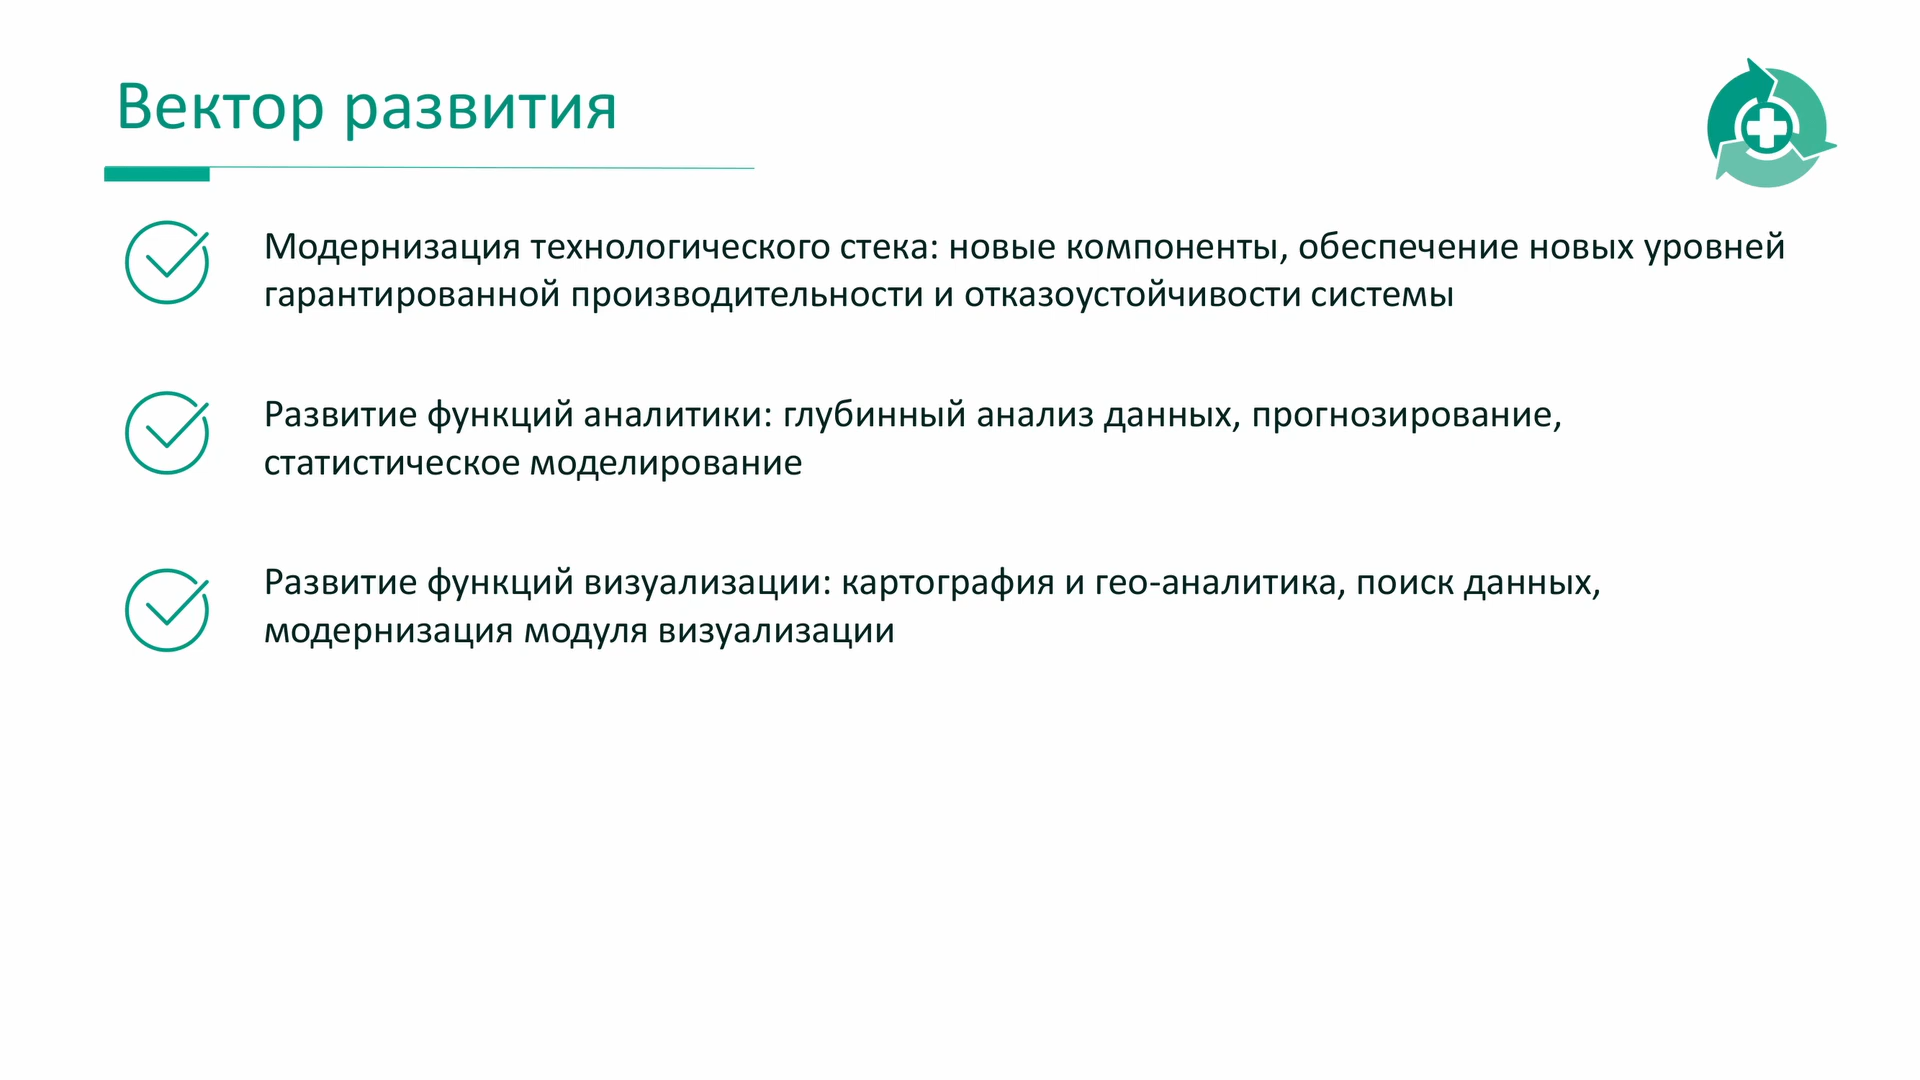 Вектор развития
Модернизация технологического стека: новые компоненты, обеспечение новых уровней
гарантированной производительности и отказоустойчивости системы
Развитие функций аналитики: глубинный анализ данных, прогнозирование,
статистическое моделирование
Развитие функций визуализации: картография и гео-аналитика, поиск данных,
модернизация модуля визуализации